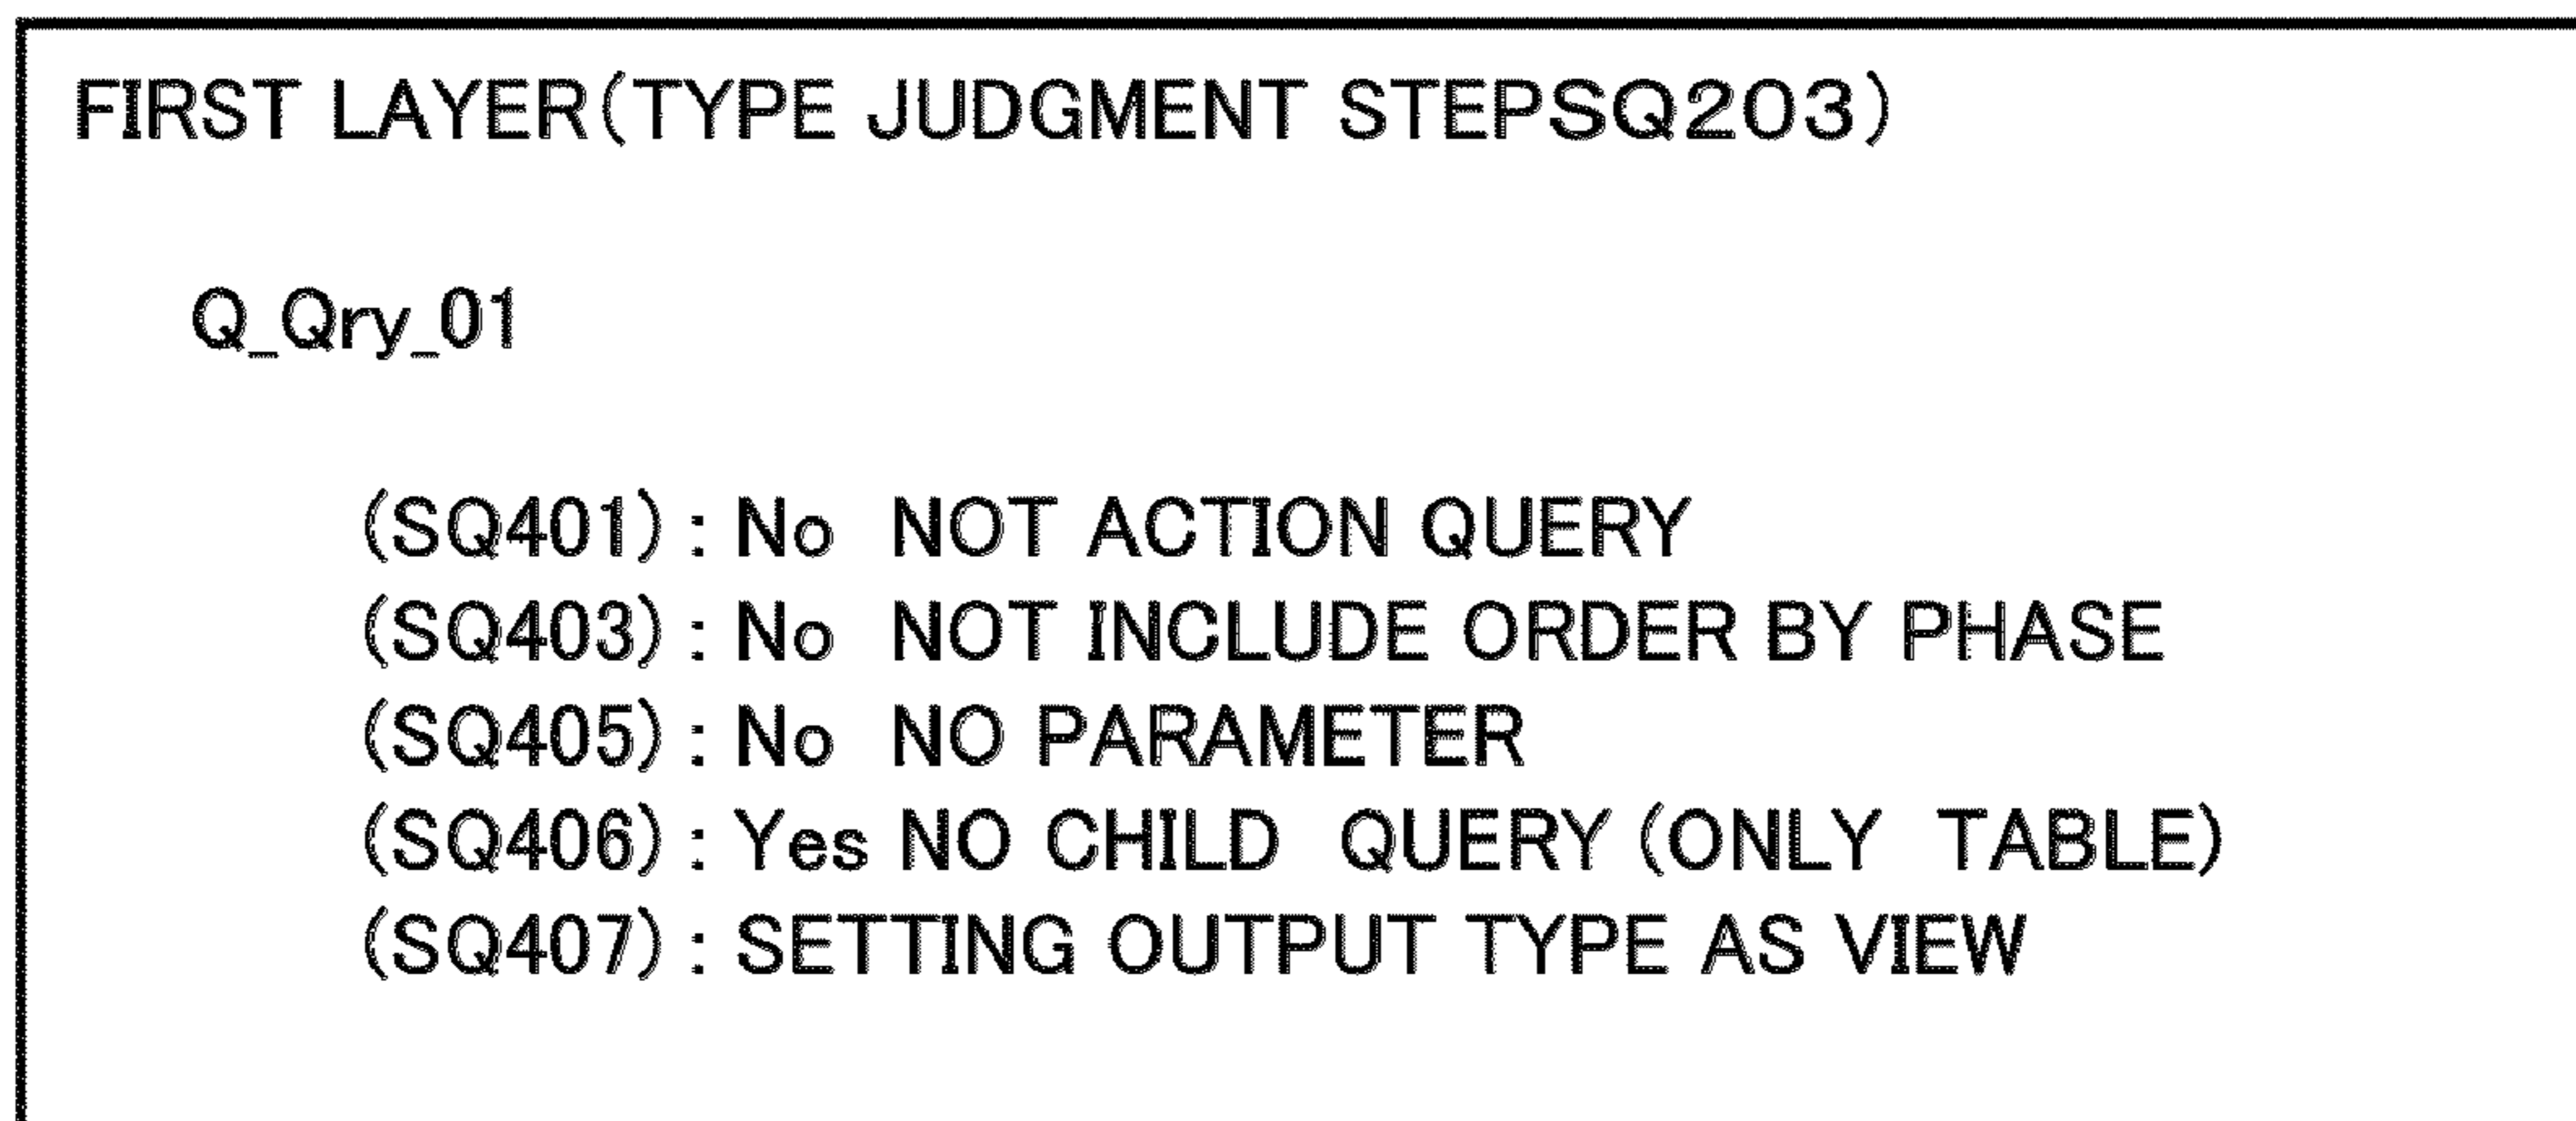 FIRST LAYER(TYPE JUDGMENT STEPSQ203)
Q_Qry_01
(SQ401) : No NOT ACTION QUERY
(SQ403) : No NOT INCLUDE ORDER BY PHASE
(SQ405) : No NO PARAMETER
(SQ406) : Yes NO CHILD QUERY (ONLY TABLE)
(SQ407) : SETTING OUTPUT TYPE AS VIEW